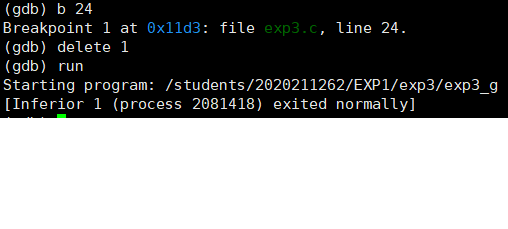 (gdb) b 24
Breakpoint 1 at 0x11d3: file exp3.c, line 24.
(gdb) delete 1
(gdb) run
Starting program: /students/2020211262/EXP1/exp3/exp3_g
[Inferior 1 (process 2081418) exited normally]